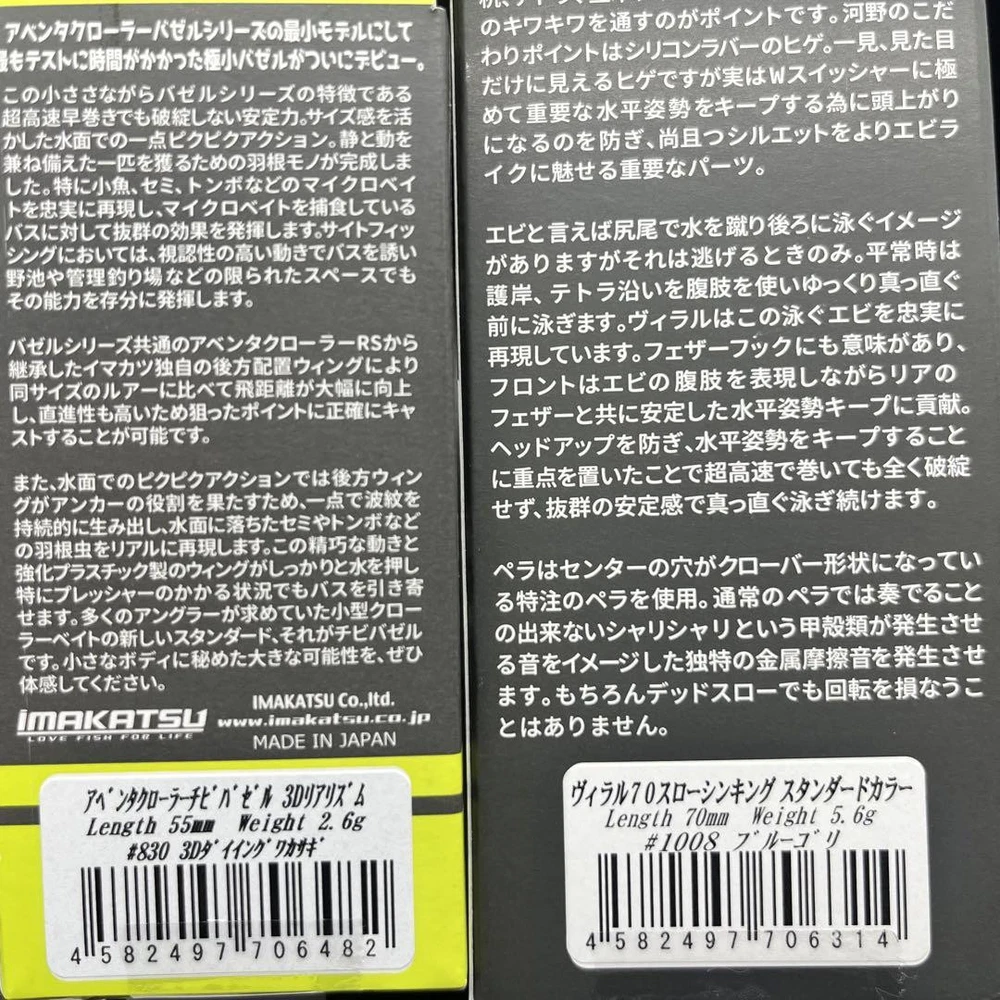 アベンタクローラーバゼルシリーズの最小モデルにして
最もテストに時間がかかった極小バゼルがついにデビュー。
この小ささながらバゼルシリーズの特徴である
超高速早巻きでも破綻しない安定力。サイズ感を活
かした水面での一点ピクピクアクション。静と動を
兼ね備えた一匹を獲るための羽根モノが完成しま
した。特に小魚、セミ、トンボなどのマイクロベイ
トを忠実に再現し、マイクロベイトを捕食している
バスに対して抜群の効果を発揮します。サイトフィッ
シングにおいては、視認性の高い動きでバスを誘い
野池や管理釣り場などの限られたスペースでも
その能力を存分に発揮します。
バゼルシリーズ共通のアベンタクローラーRSから
継承したイマカツ独自の後方配置ウィングにより
同サイズのルアーに比べて飛距離が大幅に向上
し、直進性も高いため狙ったポイントに正確にキャ
ストすることが可能です。
また、水面でのピクピクアクションでは後方ウィン
グがアンカーの役割を果たすため、一点で波紋を
持続的に生み出し、水面に落ちたセミやトンボなど
の羽根虫をリアルに再現します。この精巧な動きと
強化プラスチック製のウィングがしっかりと水を押し
特にプレッシャーのかかる状況でもバスを引き寄
せます。多くのアングラーが求めていた小型クロー
ラーベイトの新しいスタンダード、それがチビバゼル
です。小さなボディに秘めた大きな可能性を、ぜひ
体感してください。
IMAKATSU
LOVE FISH FOR LIFE
IMAKATSU Co.,ltd.
www.imakatsu.co.jp
MADE IN JAPAN
ｱﾍﾞﾝﾀｸﾛｰﾗｰﾁﾋﾞﾊﾞｾﾞﾙ 3Dﾘｱﾘｽﾞﾑ
Length 55mm Weight 2.6g
#830 3Dﾀﾞｲｲﾝｸﾞﾜｶｻｷﾞ
4 582497 706482
のキワキワを通すのがポイントです。河野のこだ
わりポイントはシリコンラバーのヒゲ。一見、見た目
だけに見えるヒゲですが実はWスイッシャーに極
めて重要な水平姿勢をキープする為に頭上がり
になるのを防ぎ、尚且つシルエットをよりエビラ
イクに魅せる重要なパーツ。
エビと言えば尻尾で水を蹴り後ろに泳ぐイメージ
がありますがそれは逃げるときのみ。平常時は
護岸、テトラ沿いを腹肢を使いゆっくり真っ直ぐ
前に泳ぎます。ヴィラルはこの泳ぐエビを忠実に
再現しています。フェザーフックにも意味があり、
フロントはエビの腹肢を表現しながらリアの
フェザーと共に安定した水平姿勢キープに貢献。
ヘッドアップを防ぎ、水平姿勢をキープすること
に重点を置いたことで超高速で巻いても全く破綻
せず、抜群の安定感で真っ直ぐ泳ぎ続けます。
ペラはセンターの穴がクローバー形状になってい
る特注のペラを使用。通常のペラでは奏でること
の出来ないシャリシャリという甲殻類が発生させ
る音をイメージした独特の金属摩擦音を発生させ
ます。もちろんデッドスローでも回転を損なうこ
とはありません。
ヴィラル70スローシンキング スタンダードカラー
Length 70mm Weight 5.6g
#1008 ブルーゴリ
4 582497 706314